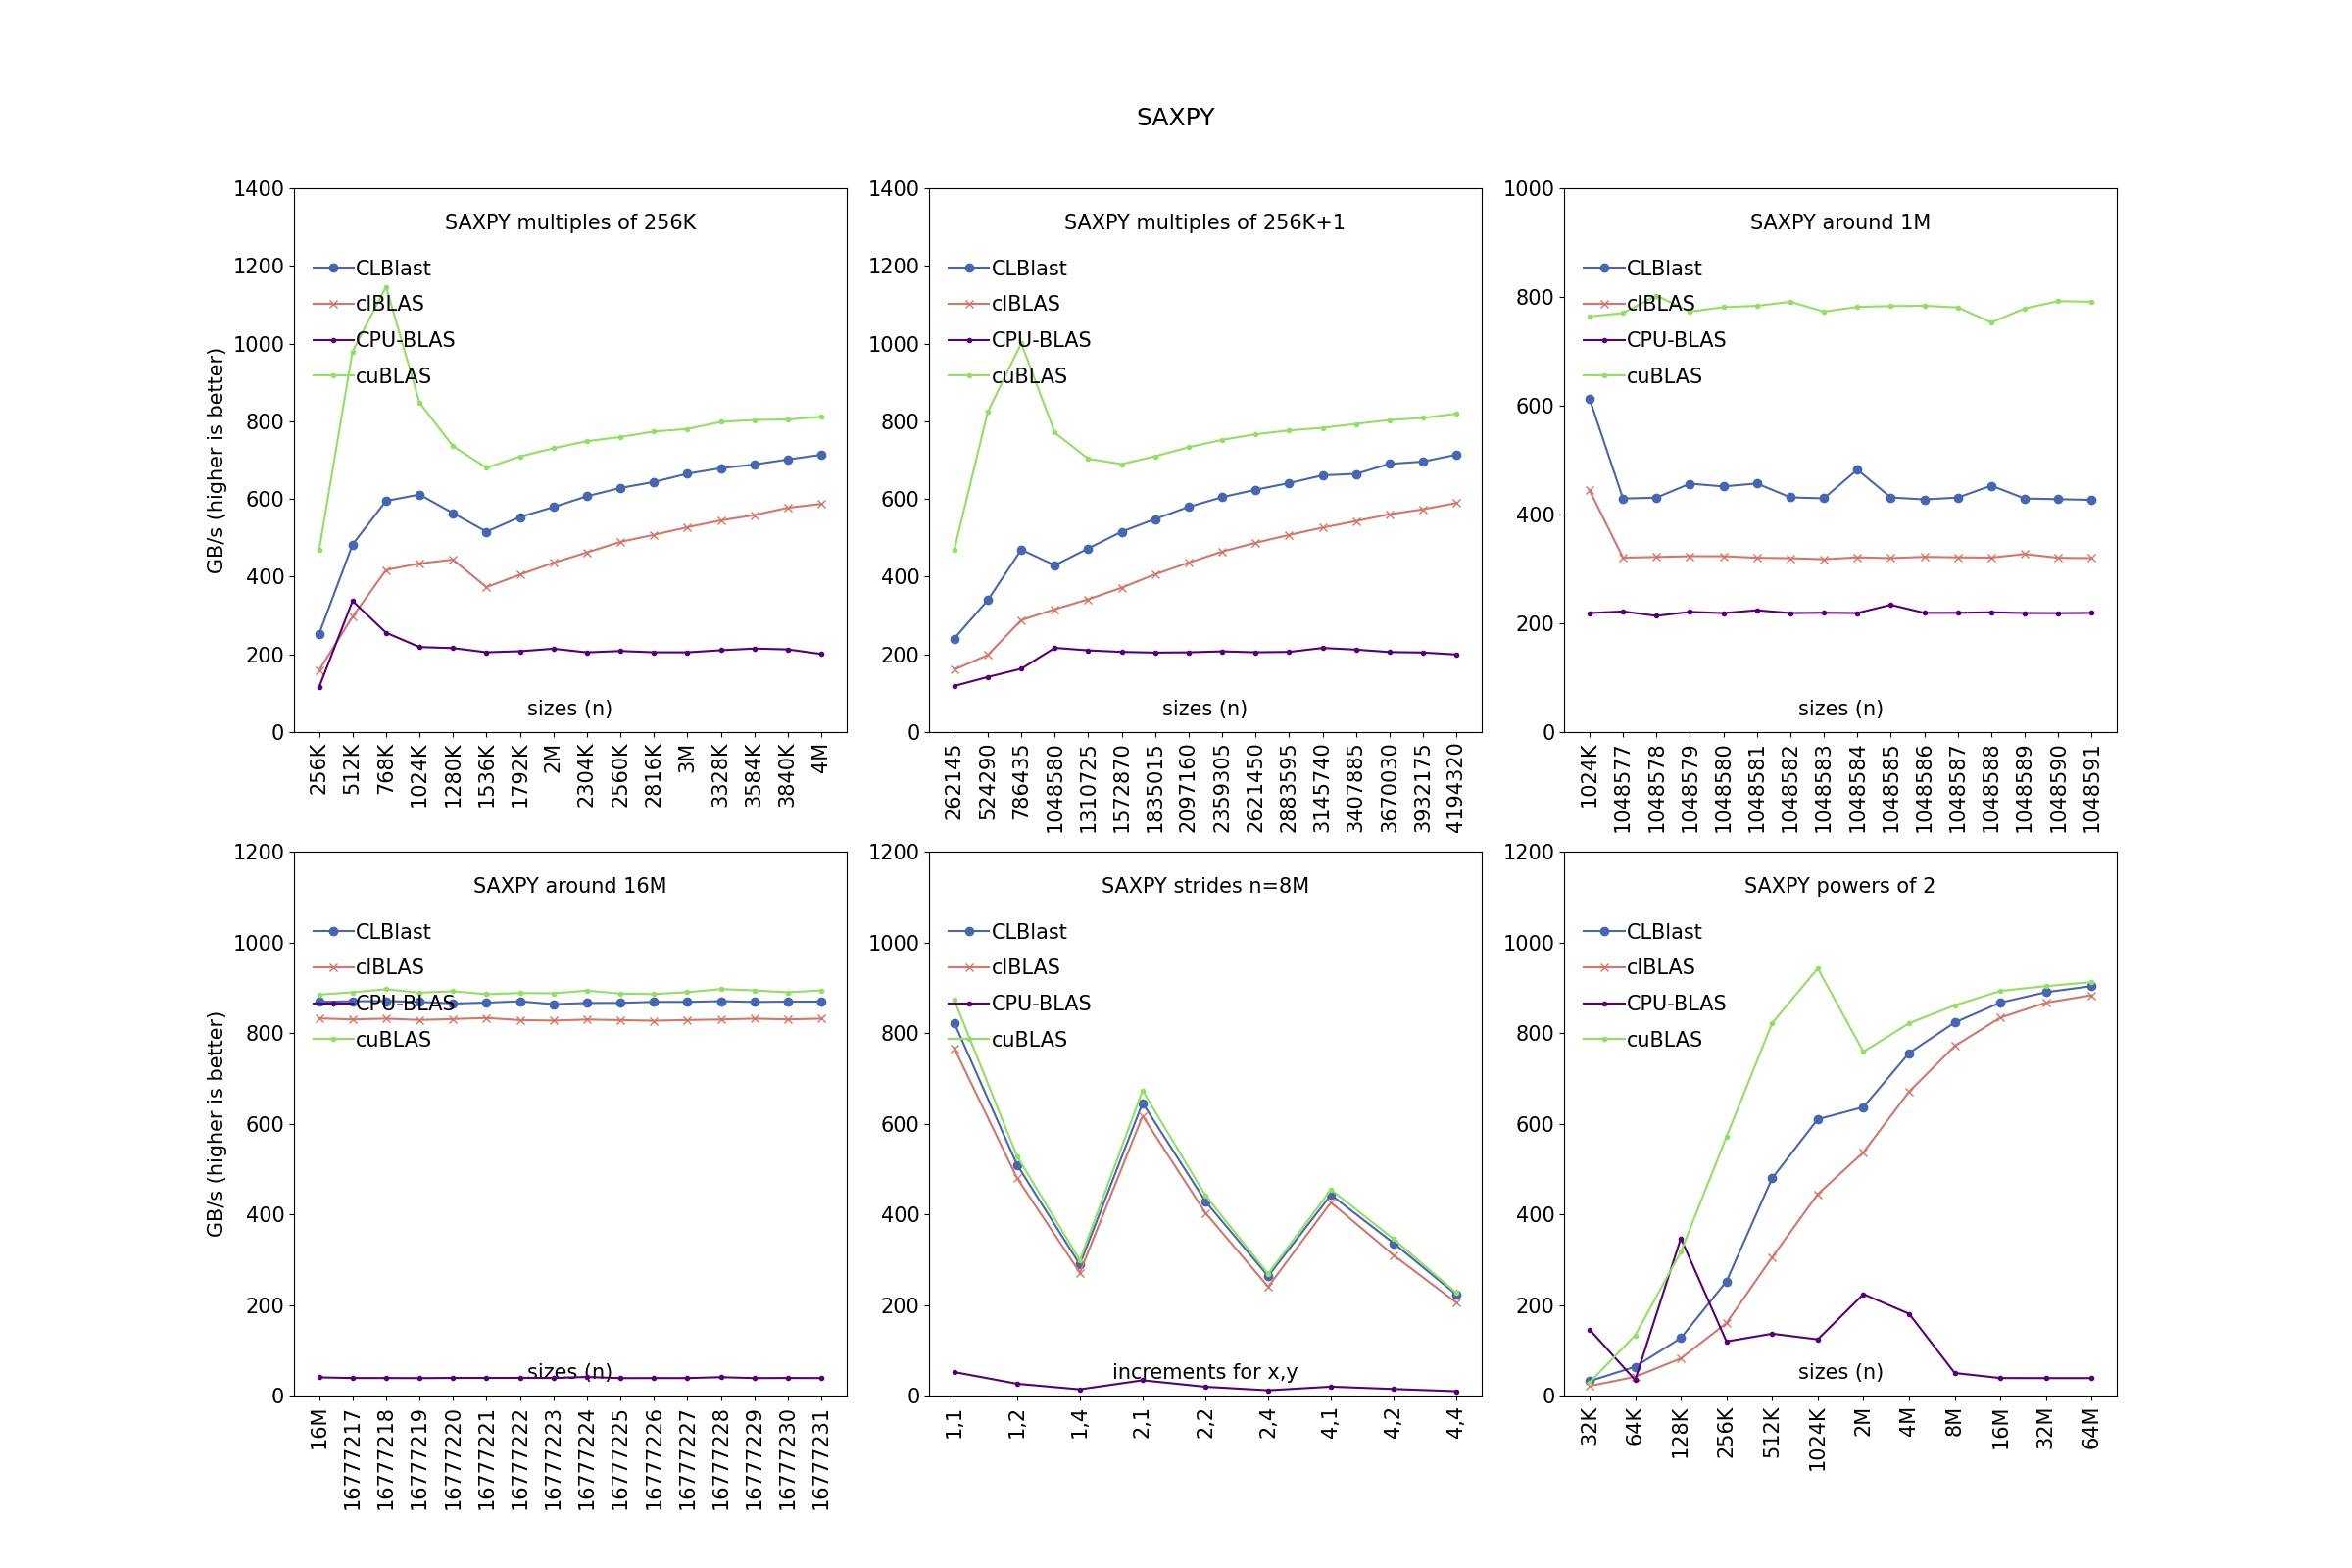 SAXPY
SAXPY multiples of 256K
CLBlast
clBLAS
CPU-BLAS
cuBLAS
GB/s (higher is better)
1400
1200
1000
800
600
400
200
0
sizes (n)
256K 512K 768K 1024K 1280K 1536K 1792K 2M 2304K 2560K 2816K 3M 3328K 3584K 3840K 4M
SAXPY multiples of 256K+1
CLBlast
clBLAS
CPU-BLAS
cuBLAS
1400
1200
1000
800
600
400
200
0
sizes (n)
262145 524290 786435 1048580 1310725 1572870 1835015 2097160 2359305 2621450 2883595 3145740 3407885 3670030 3932175 4194320
SAXPY around 1M
CLBlast
clBLAS
CPU-BLAS
cuBLAS
1000
800
600
400
200
0
sizes (n)
1024K 1048577 1048578 1048579 1048580 1048581 1048582 1048583 1048584 1048585 1048586 1048587 1048588 1048589 1048590 1048591
SAXPY around 16M
CLBlast
clBLAS
CPU-BLAS
cuBLAS
GB/s (higher is better)
1200
1000
800
600
400
200
0
sizes (n)
16M 16777217 16777218 16777219 16777220 16777221 16777222 16777223 16777224 16777225 16777226 16777227 16777228 16777229 16777230 16777231
SAXPY strides n=8M
CLBlast
clBLAS
CPU-BLAS
cuBLAS
1200
1000
800
600
400
200
0
increments for x,y
1,1 1,2 1,4 2,1 2,2 2,4 4,1 4,2 4,4
SAXPY powers of 2
CLBlast
clBLAS
CPU-BLAS
cuBLAS
1200
1000
800
600
400
200
0
sizes (n)
32K 64K 128K 256K 512K 1024K 2M 4M 8M 16M 32M 64M